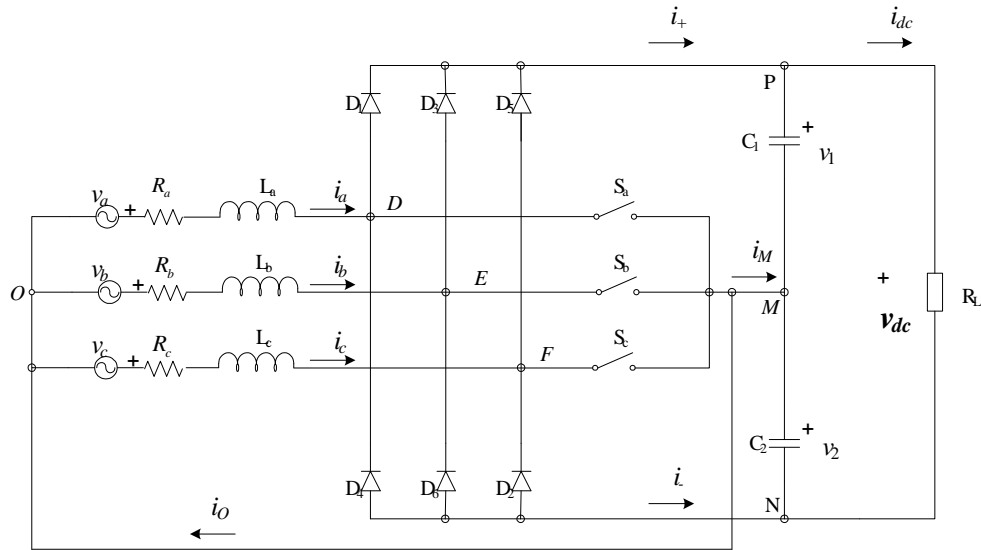 i+
idc
P
D1
D3
D5
C1
+
v1
va
+
Ra
La
ia
D
Sa
vb
+
Rb
Lb
ib
E
Sb
iM
O
M
+
vdc
RL
vc
+
Rc
Lc
ic
F
Sc
C2
+
v2
D4
D6
D2
i-
N
iO